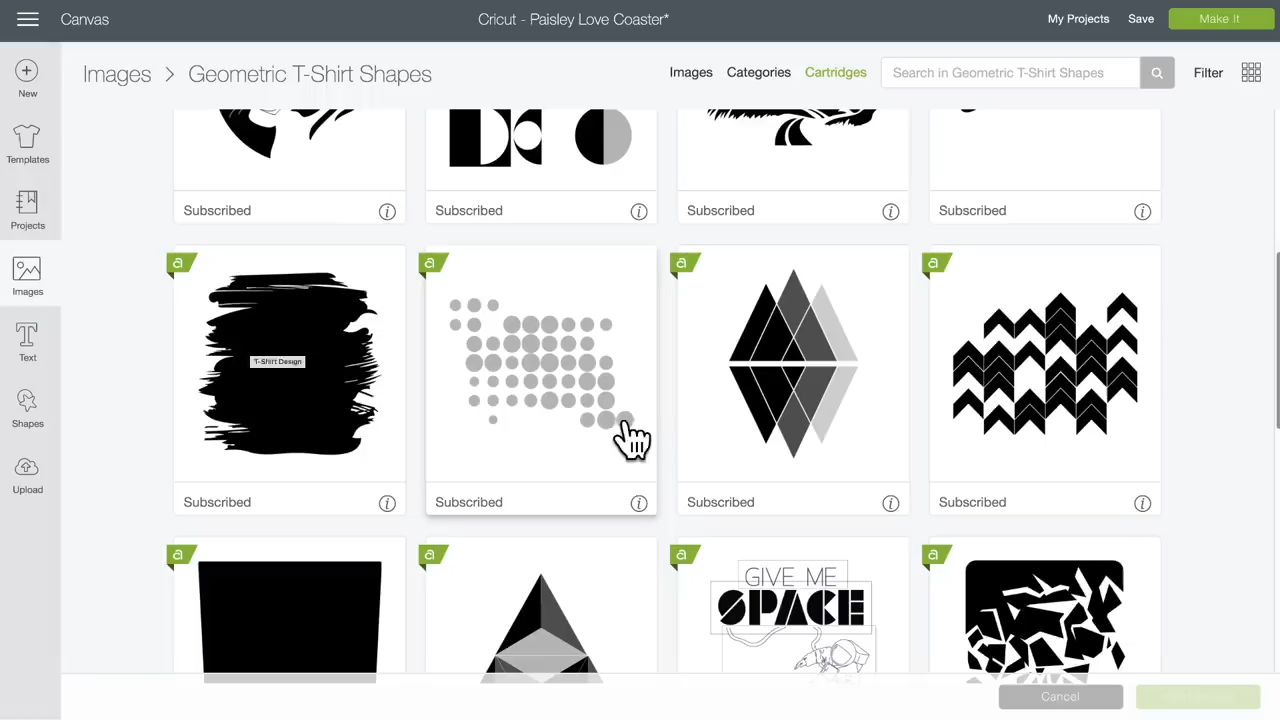 Canvas
Cricut - Paisley Love Coaster*
My Projects
Save
Make It
New
Templates
Projects
Images
Text
Shapes
Upload
Images > Geometric T-Shirt Shapes
Images
Categories
Cartridges
Search in Geometric T-Shirt Shapes
Filter
Subscribed
Subscribed
Subscribed
Subscribed
a
a
a
a
T-Shirt Design
Subscribed
Subscribed
Subscribed
Subscribed
a
a
a
a
GIVE ME
SPACE
Cancel